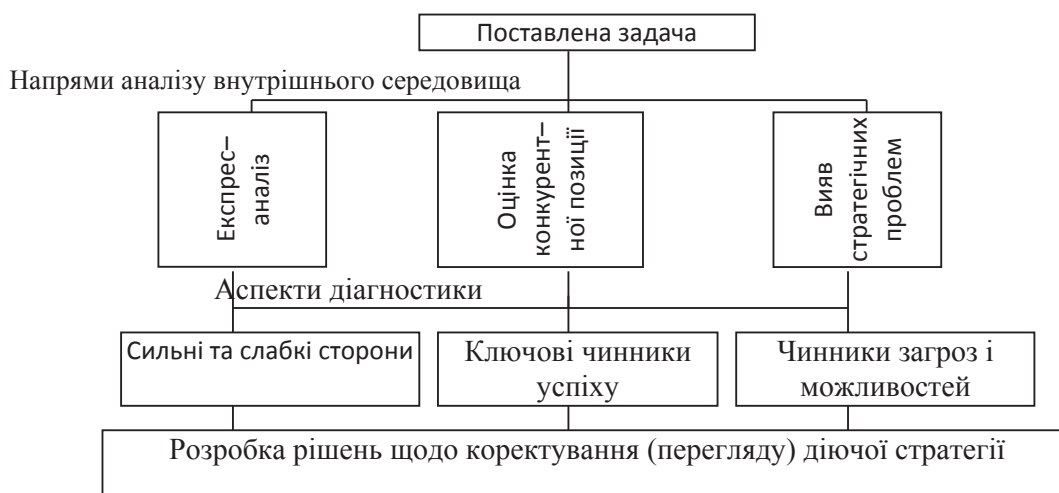 Поставлена задача
Напрями аналізу внутрішнього середовища
Експрес–
аналіз
Оцінка
конкурент–
ної позиції
Вияв
стратегічних
проблем
Аспекти діагностики
Сильні та слабкі сторони
Ключові чинники
успіху
Чинники загроз і
можливостей
Розробка рішень щодо коректування (перегляду) діючої стратегії